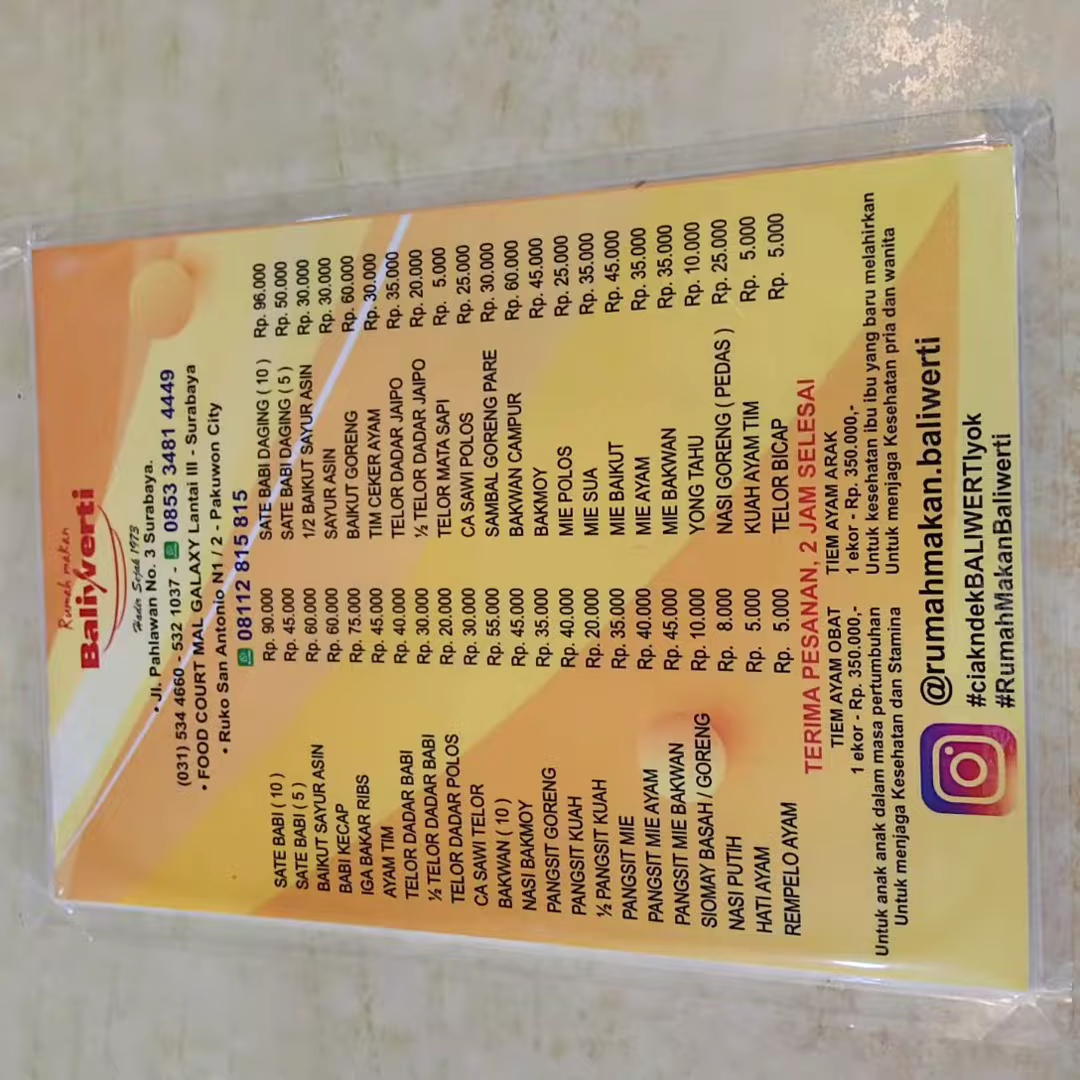 Rumah makan
Baliwerti
Hadir Sejak 1973
• Jl. Pahlawan No. 3 Surabaya.
(031) 534 4660 - 532 1037 - 0853 3481 4449
• FOOD COURT MAL GALAXY Lantai III - Surabaya
• Ruko San Antonio N1 / 2 - Pakuwon City
08112 815 815
SATE BABI ( 10 ) Rp. 90.000 SATE BABI DAGING ( 10 ) Rp. 96.000
SATE BABI ( 5 ) Rp. 45.000 SATE BABI DAGING ( 5 ) Rp. 50.000
BAIKUT SAYUR ASIN Rp. 60.000 1/2 BAIKUT SAYUR ASIN Rp. 30.000
BABI KECAP Rp. 60.000 SAYUR ASIN Rp. 30.000
IGA BAKAR RIBS Rp. 75.000 BAIKUT GORENG Rp. 60.000
AYAM TIM Rp. 45.000 TIM CEKER AYAM Rp. 30.000
TELOR DADAR BABI Rp. 40.000 TELOR DADAR JAIPO Rp. 35.000
½ TELOR DADAR BABI Rp. 30.000 ½ TELOR DADAR JAIPO Rp. 20.000
TELOR DADAR POLOS Rp. 20.000 TELOR MATA SAPI Rp. 5.000
CA SAWI TELOR Rp. 30.000 CA SAWI POLOS Rp. 25.000
BAKWAN ( 10 ) Rp. 55.000 SAMBAL GORENG PARE Rp. 30.000
NASI BAKMOY Rp. 45.000 BAKWAN CAMPUR Rp. 60.000
PANGSIT GORENG Rp. 35.000 BAKMOY Rp. 45.000
PANGSIT KUAH Rp. 40.000 MIE POLOS Rp. 25.000
½ PANGSIT KUAH Rp. 20.000 MIE SUA Rp. 35.000
PANGSIT MIE Rp. 35.000 MIE BAIKUT Rp. 45.000
PANGSIT MIE AYAM Rp. 40.000 MIE AYAM Rp. 35.000
PANGSIT MIE BAKWAN Rp. 45.000 MIE BAKWAN Rp. 35.000
SIOMAY BASAH / GORENG Rp. 10.000 YONG TAHU Rp. 10.000
NASI PUTIH Rp. 8.000 NASI GORENG ( PEDAS ) Rp. 25.000
HATI AYAM Rp. 5.000 KUAH AYAM TIM Rp. 5.000
REMPELO AYAM Rp. 5.000 TELOR BICAP Rp. 5.000
TERIMA PESANAN, 2 JAM SELESAI
TIEM AYAM OBAT
1 ekor - Rp. 350.000,-
Untuk anak dalam masa pertumbuhan
Untuk menjaga Kesehatan dan Stamina
TIEM AYAM ARAK
1 ekor - Rp. 350.000,-
Untuk kesehatan ibu ibu yang baru melahirkan
Untuk menjaga Kesehatan pria dan wanita
@rumahmakan.baliwerti
#ciakndekBALIWERTIyok
#RumahMakanBaliwerti